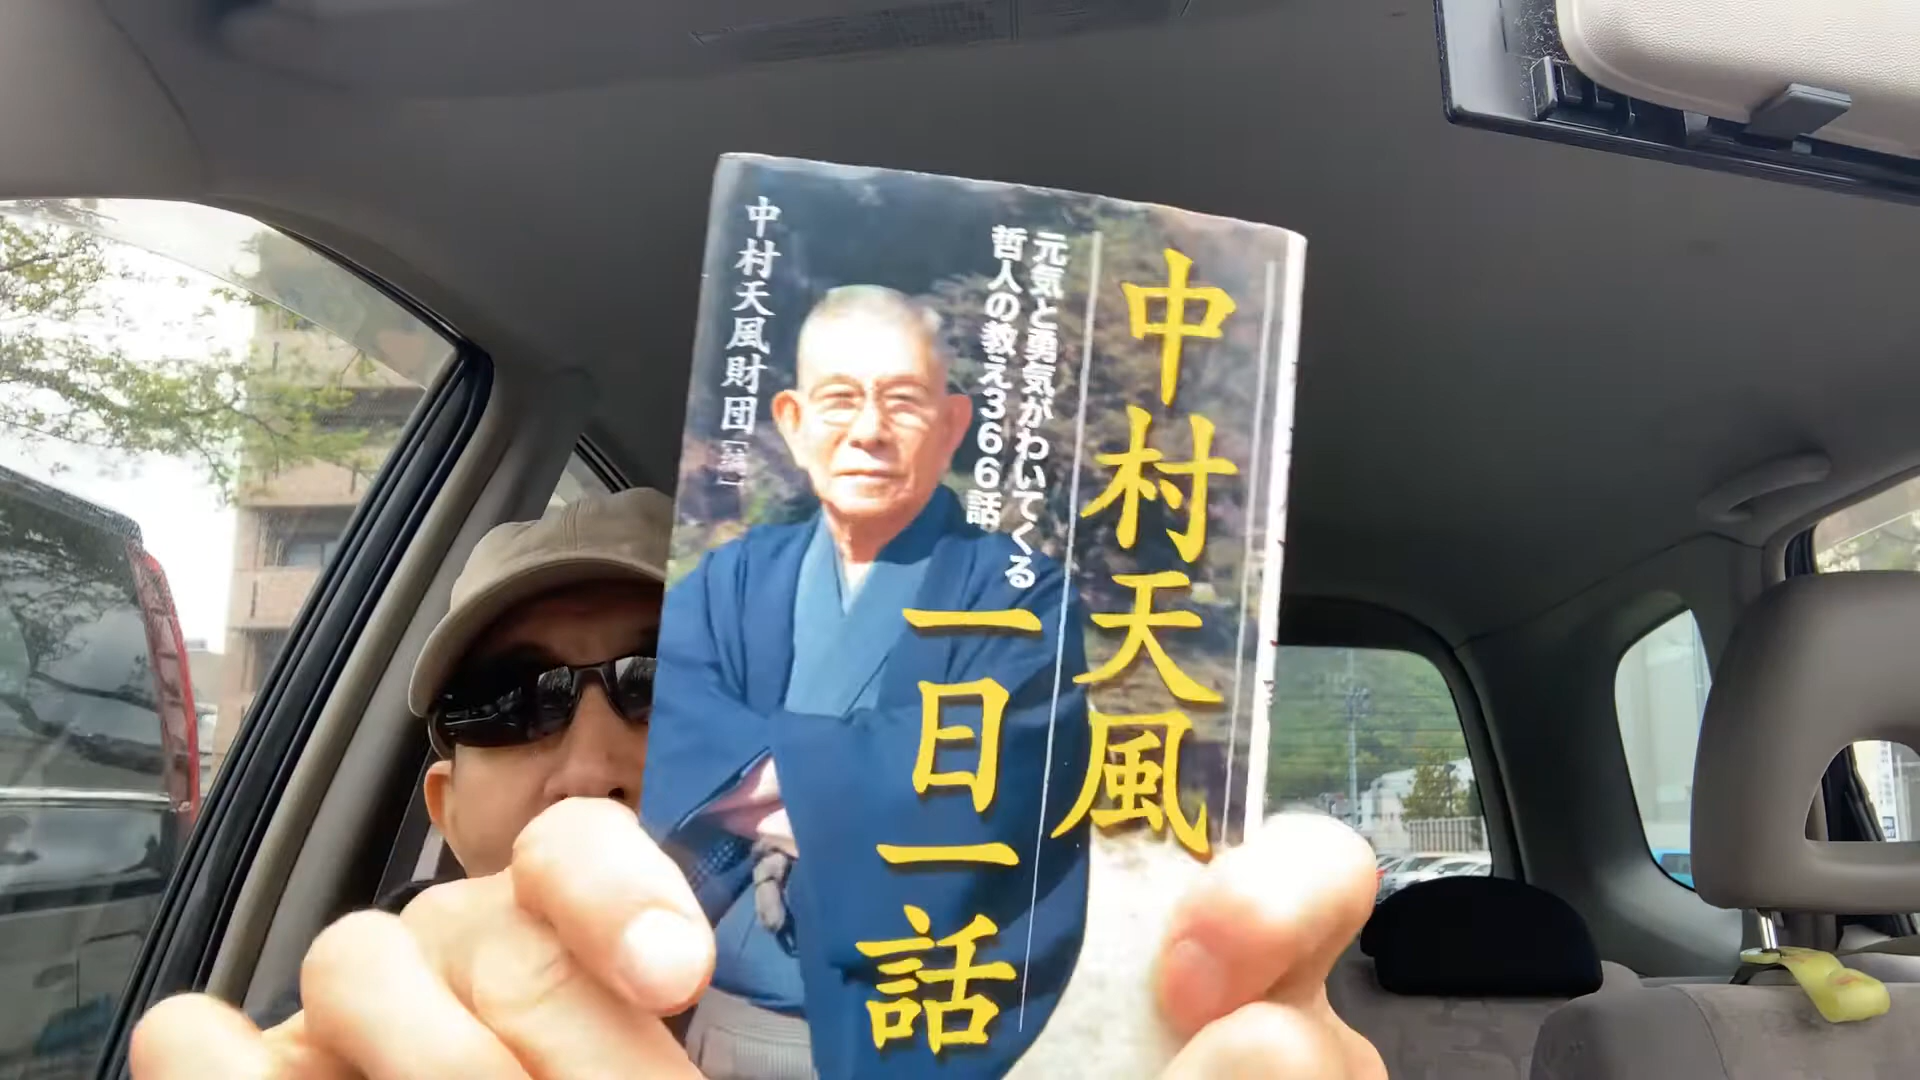 中村天風
一日一話
元気と勇気がわいてくる
哲人の教え366話
中村天風財団[編]